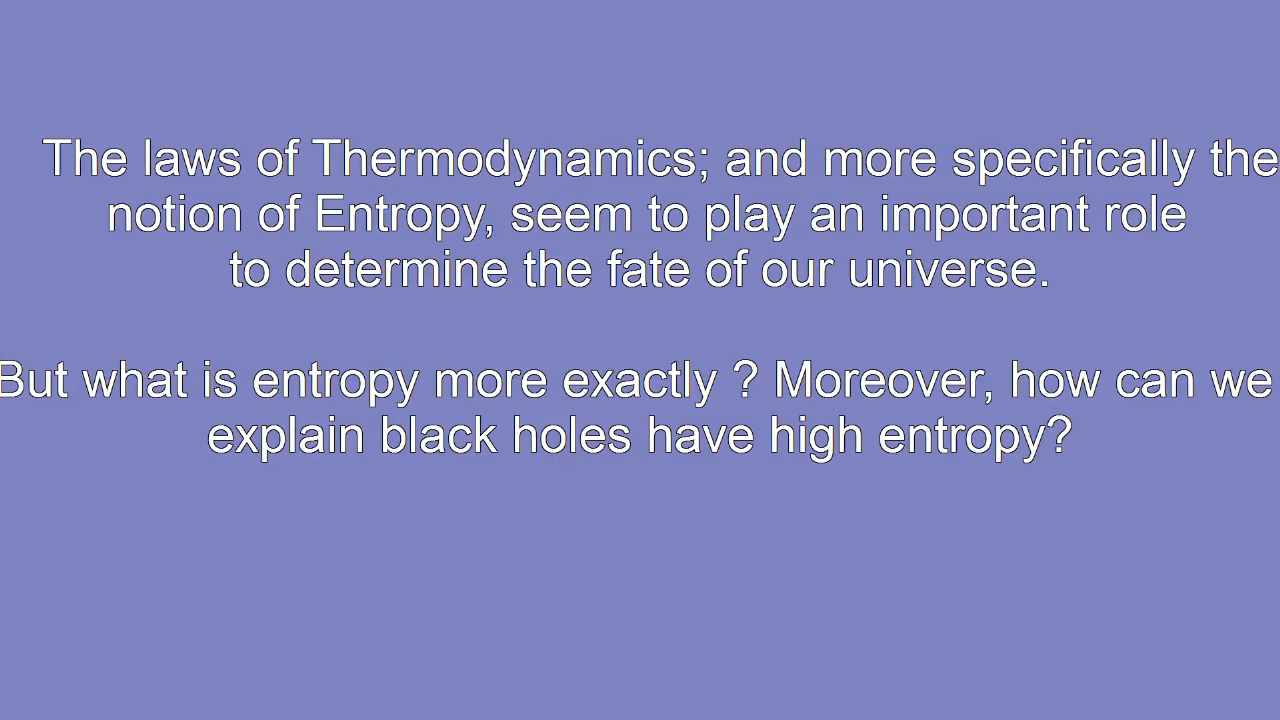 The laws of Thermodynamics; and more specifically the
notion of Entropy, seem to play an important role
to determine the fate of our universe.
But what is entropy more exactly ? Moreover, how can we
explain black holes have high entropy?